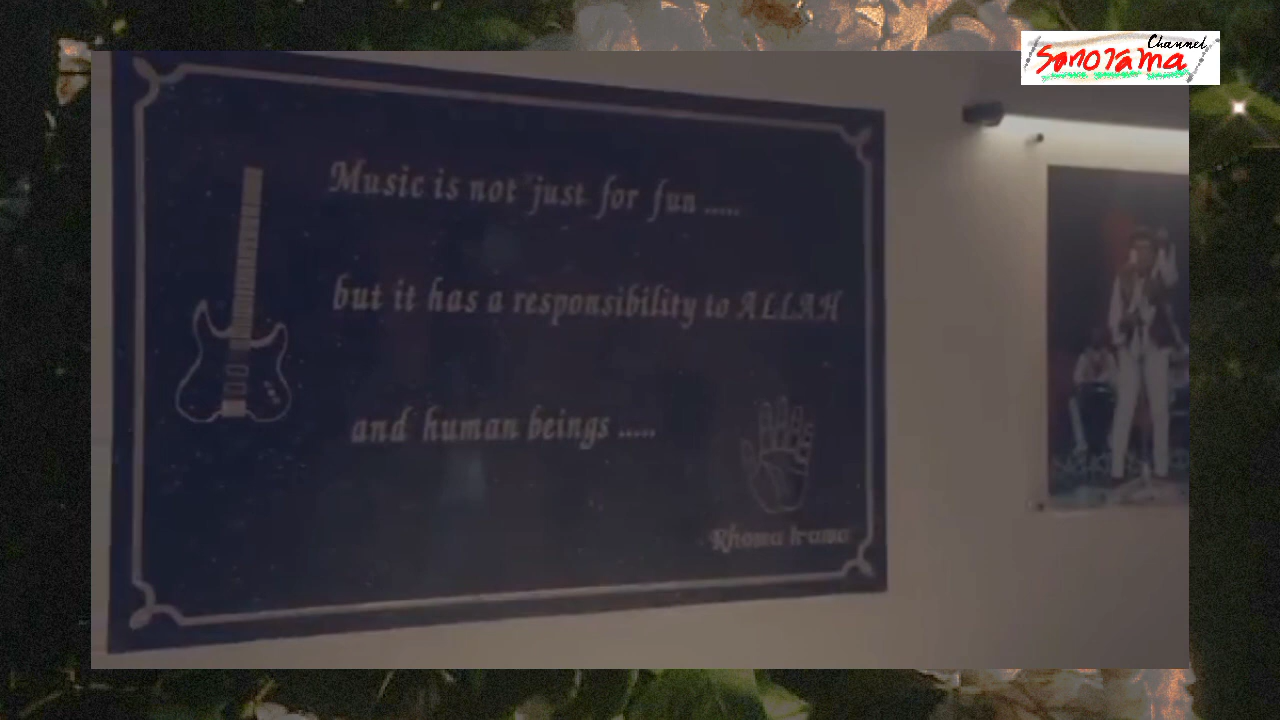 Channel
Sonorama
Music is not just for fun .....
but it has a responsibility to ALLAH
and human beings .....
Rhoma Irama